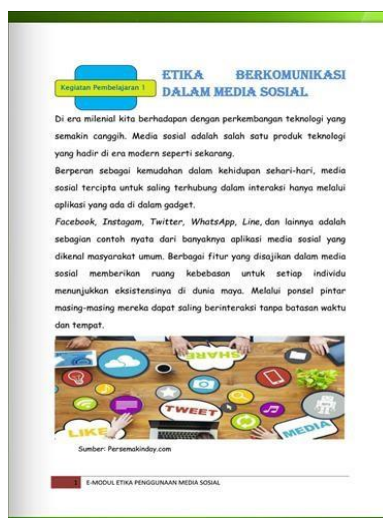 Kegiatan Pembelajaran 1
ETIKA BERKOMUNIKASI
DALAM MEDIA SOSIAL
Di era milenial kita berhadapan dengan perkembangan teknologi yang
semakin canggih. Media sosial adalah salah satu produk teknologi
yang hadir di era modern seperti sekarang.
Berperan sebagai kemudahan dalam kehidupan sehari-hari, media
sosial tercipta untuk saling terhubung dalam interaksi hanya melalui
aplikasi yang ada di dalam gadget.
Facebook, Instagam, Twitter, WhatsApp, Line, dan lainnya adalah
sebagian contoh nyata dari banyaknya aplikasi media sosial yang
dikenal masyarakat umum. Berbagai fitur yang disajikan dalam media
sosial memberikan ruang kebebasan untuk setiap individu
menunjukkan eksistensinya di dunia maya. Melalui ponsel pintar
masing-masing mereka dapat saling berinteraksi tanpa batasan waktu
dan tempat.
SHARE
TWEET
LIKE
MEDIA
Sumber: Persemakinday.com
E-MODUL ETIKA PENGGUNAAN MEDIA SOSIAL